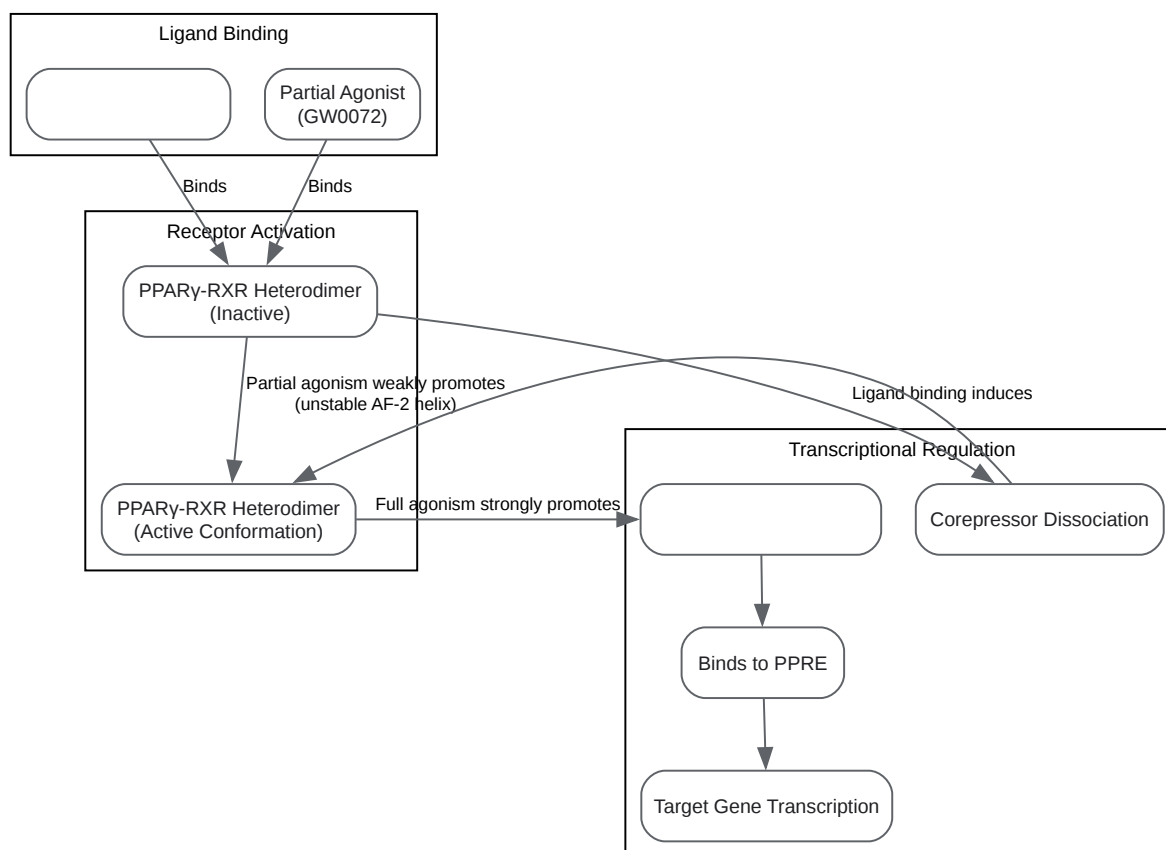 Ligand Binding
Partial Agonist
(GW0072)
Binds
Binds
Receptor Activation
PPARγ-RXR Heterodimer
(Inactive)
Partial agonism weakly promotes
(unstable AF-2 helix)
Ligand binding induces
Transcriptional Regulation
PPARγ-RXR Heterodimer
(Active Conformation)
Full agonism strongly promotes
Corepressor Dissociation
Binds to PPRE
Target Gene Transcription